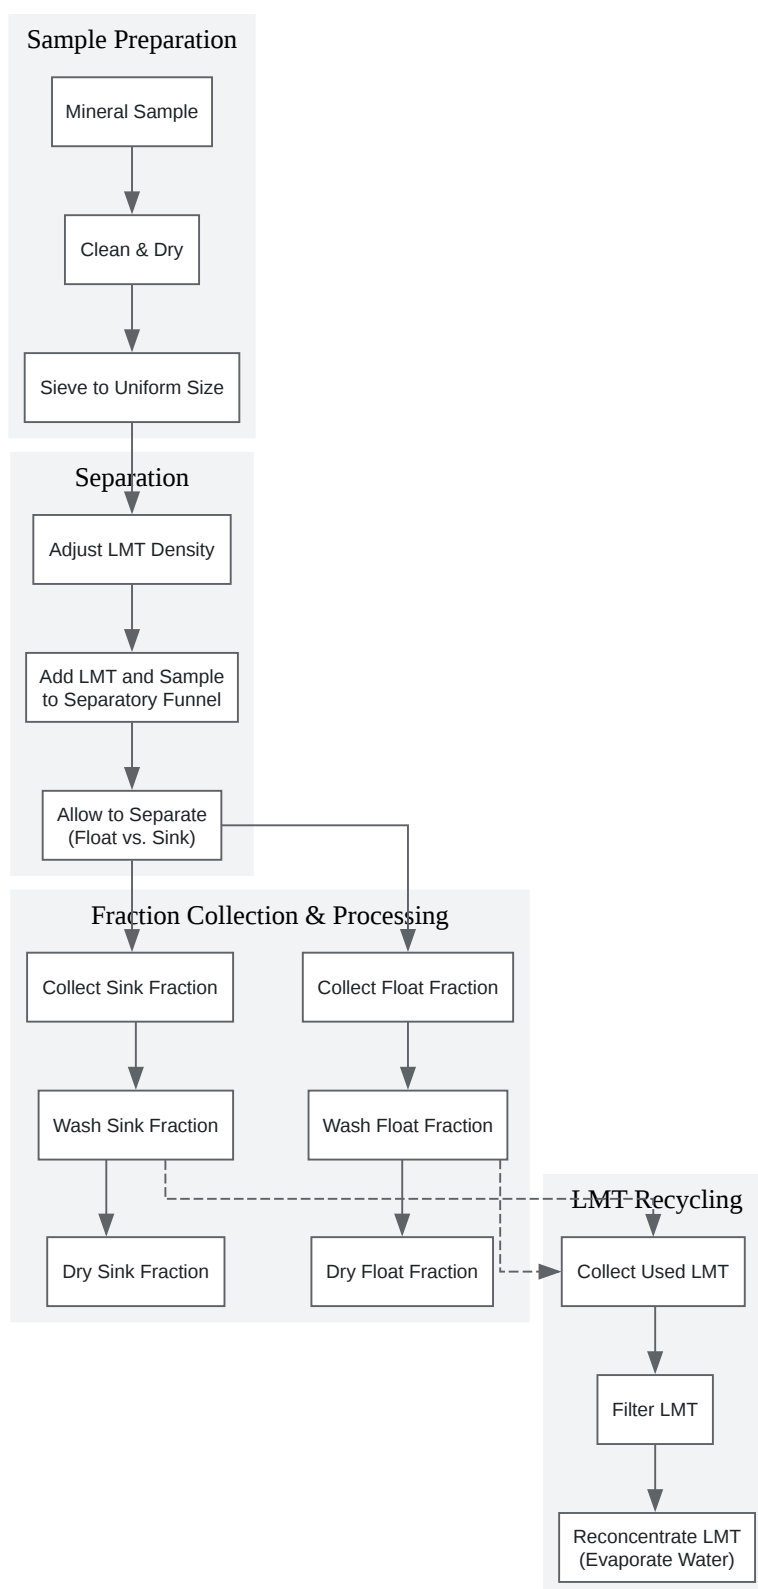 Sample Preparation
Mineral Sample
Clean & Dry
Sieve to Uniform Size
Separation
Adjust LMT Density
Add LMT and Sample
to Separatory Funnel
Allow to Separate
(Float vs. Sink)
Fraction Collection & Processing
Collect Sink Fraction
Collect Float Fraction
Wash Sink Fraction
Wash Float Fraction
Dry Sink Fraction
Dry Float Fraction
LMT Recycling
Collect Used LMT
Filter LMT
Reconcentrate LMT
(Evaporate Water)